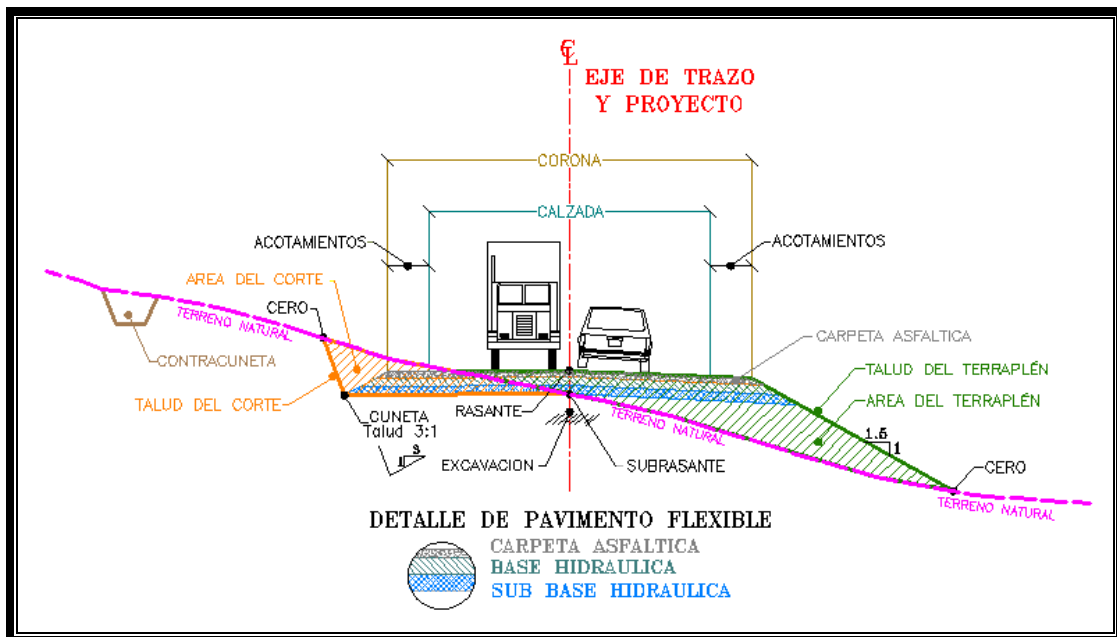 ℄
EJE DE TRAZO
Y PROYECTO
CORONA
CALZADA
ACOTAMIENTOS
ACOTAMIENTOS
AREA DEL CORTE
CERO
TERRENO NATURAL
CONTRACUNETA
CARPETA ASFALTICA
TALUD DEL TERRAPLÉN
TALUD DEL CORTE
AREA DEL TERRAPLÉN
CUNETA
Talud 3:1
RASANTE
TERRENO NATURAL
1.5
1
3
1
EXCAVACION
SUBRASANTE
CERO
TERRENO NATURAL
DETALLE DE PAVIMENTO FLEXIBLE
CARPETA ASFALTICA
BASE HIDRAULICA
SUB BASE HIDRAULICA